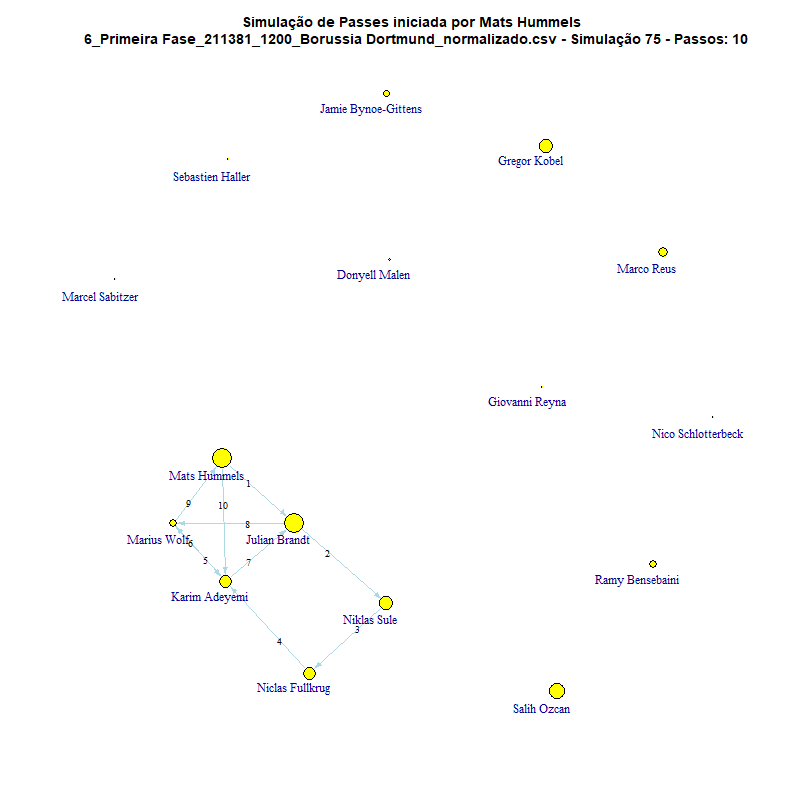 Simulação de Passes iniciada por Mats Hummels
6_Primeira Fase_211381_1200_Borussia Dortmund_normalizado.csv - Simulação 75 - Passos: 10
Jamie Bynoe-Gittens
Gregor Kobel
Sebastien Haller
Marco Reus
Donyell Malen
Marcel Sabitzer
Giovanni Reyna
Nico Schlotterbeck
Mats Hummels
1
9
10
8
Marius Wolf
Julian Brandt
6
2
5
7
Ramy Bensebaini
Karim Adeyemi
Niklas Sule
3
4
Niclas Fullkrug
Salih Ozcan